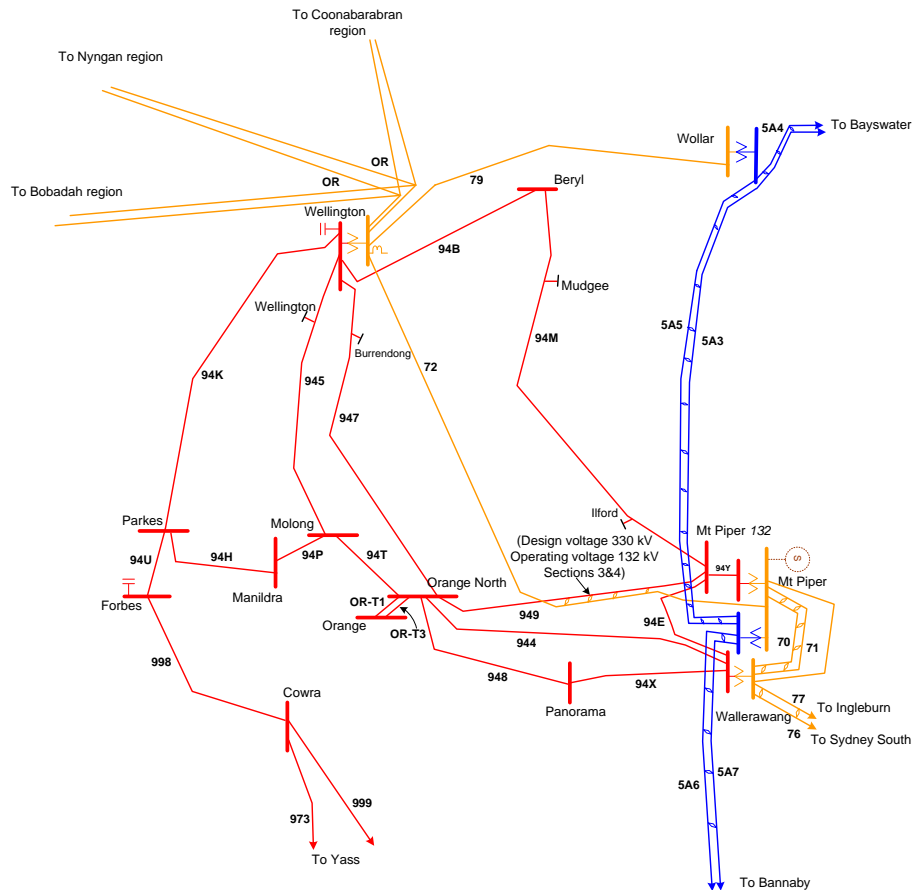 To Coonabarabran
region
To Nyngan region
5A4
To Bayswater
Wollar
OR
OR
79
Beryl
To Bobadah region
Wellington
94B
Mudgee
Wellington
5A5
5A3
Burrendong
94M
72
94K
945
947
Ilford
Parkes
Molong
(Design voltage 330 kV
Operating voltage 132 kV
Sections 3&4)
Mt Piper 132
S
94U
94H
94P
94T
94Y
Mt Piper
Manildra
Orange North
Forbes
OR-T1
Orange
OR-T3
949
94E
70
71
944
998
948
94X
Cowra
Panorama
Wallerawang
77
To Ingleburn
76
To Sydney South
5A6
5A7
973
999
To Yass
To Bannaby